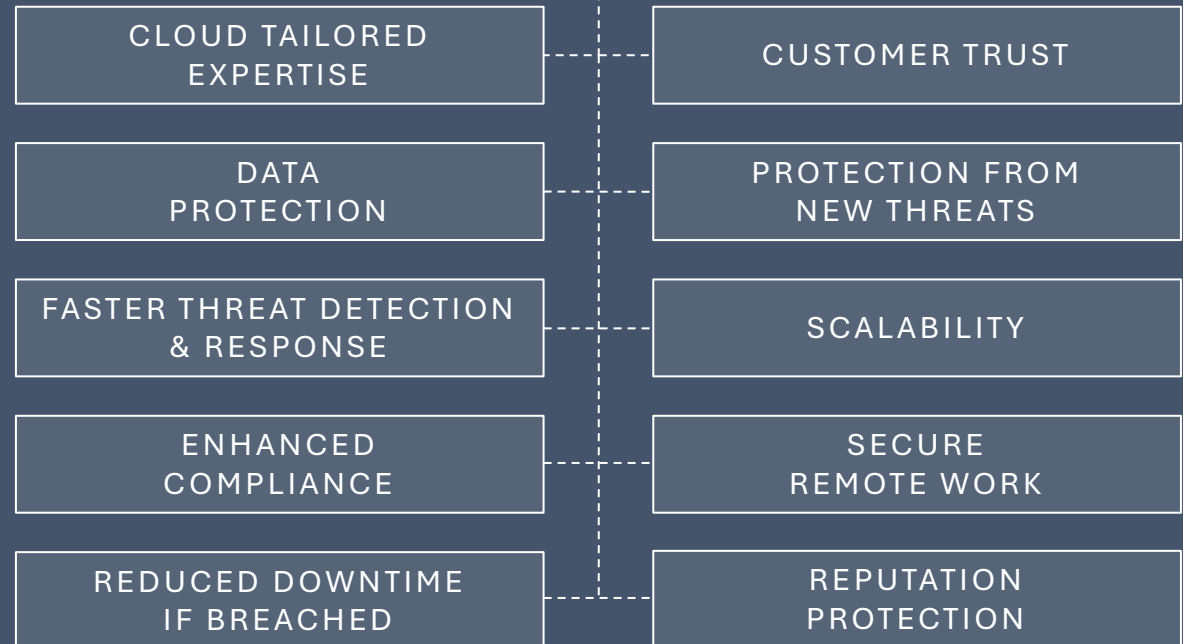 CLOUD TAILORED
EXPERTISE
CUSTOMER TRUST
DATA
PROTECTION
PROTECTION FROM
NEW THREATS
FASTER THREAT DETECTION
& RESPONSE
SCALABILITY
ENHANCED
COMPLIANCE
SECURE
REMOTE WORK
REDUCED DOWNTIME
IF BREACHED
REPUTATION
PROTECTION